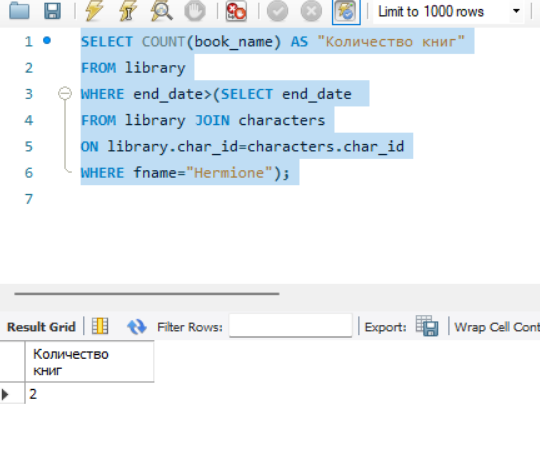 Limit to 1000 rows
1 SELECT COUNT(book_name) AS "Количество книг"
2 FROM library
3 WHERE end_date>(SELECT end_date
4 FROM library JOIN characters
5 ON library.char_id=characters.char_id
6 WHERE fname="Hermione");
7
Result Grid Filter Rows: Export: Wrap Cell Cont
Количество
книг
2